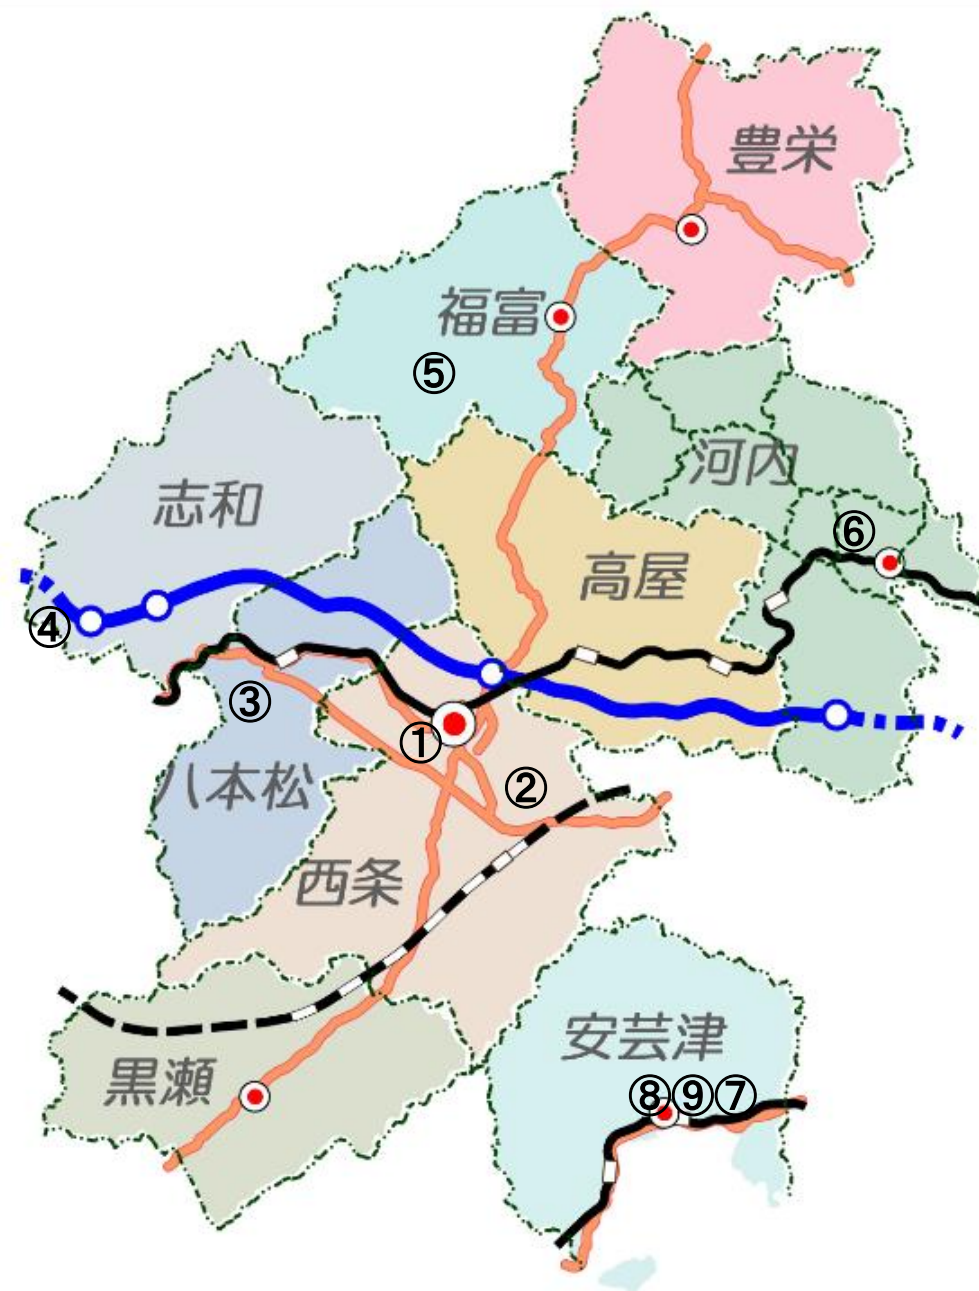 豊栄
福富
⑤
河内
志和
⑥
高屋
④
③
①
八本松
②
西条
安芸津
黒瀬
⑧⑨⑦